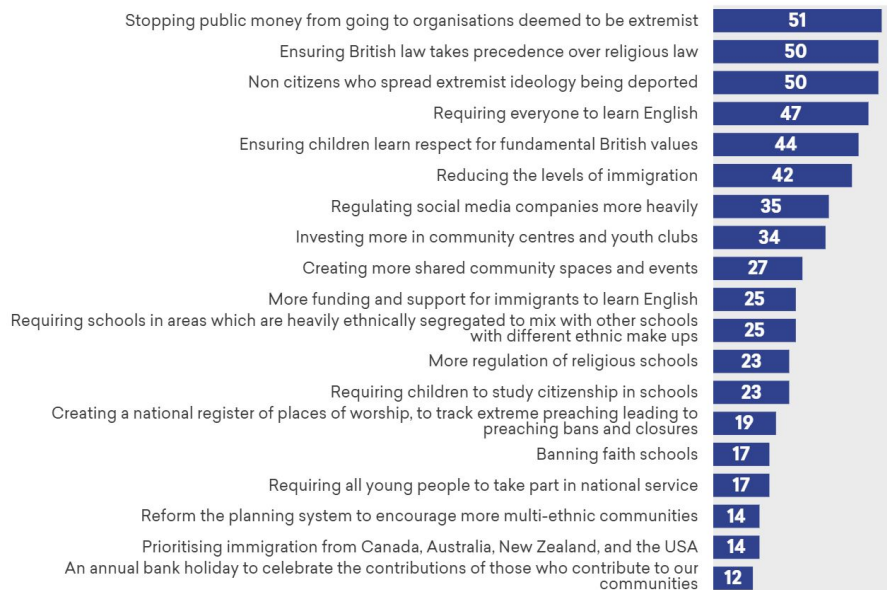 Stopping public money from going to organisations deemed to be extremist 51
Ensuring British law takes precedence over religious law 50
Non citizens who spread extremist ideology being deported 50
Requiring everyone to learn English 47
Ensuring children learn respect for fundamental British values 44
Reducing the levels of immigration 42
Regulating social media companies more heavily 35
Investing more in community centres and youth clubs 34
Creating more shared community spaces and events 27
More funding and support for immigrants to learn English 25
Requiring schools in areas which are heavily ethnically segregated to mix with other schools
with different ethnic make ups 25
More regulation of religious schools 23
Requiring children to study citizenship in schools 23
Creating a national register of places of worship, to track extreme preaching leading to
preaching bans and closures 19
Banning faith schools 17
Requiring all young people to take part in national service 17
Reform the planning system to encourage more multi-ethnic communities 14
Prioritising immigration from Canada, Australia, New Zealand, and the USA 14
An annual bank holiday to celebrate the contributions of those who contribute to our
communities 12